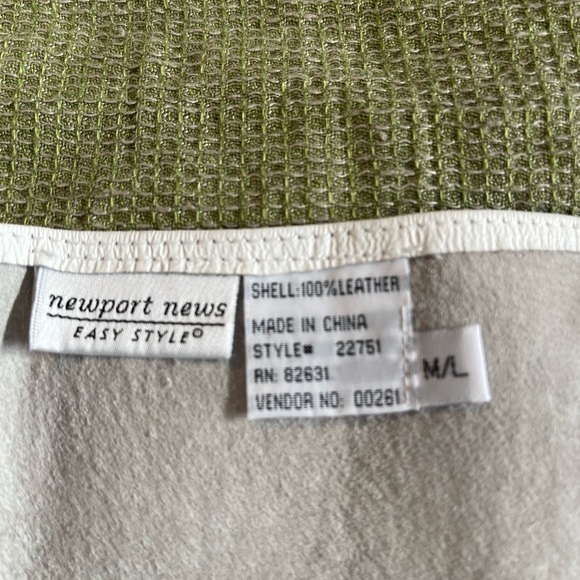 newport news
EASY STYLE®
SHELL:100%LEATHER
MADE IN CHINA
STYLE# 22751
RN: 82631
VENDOR NO: 00261
M/L